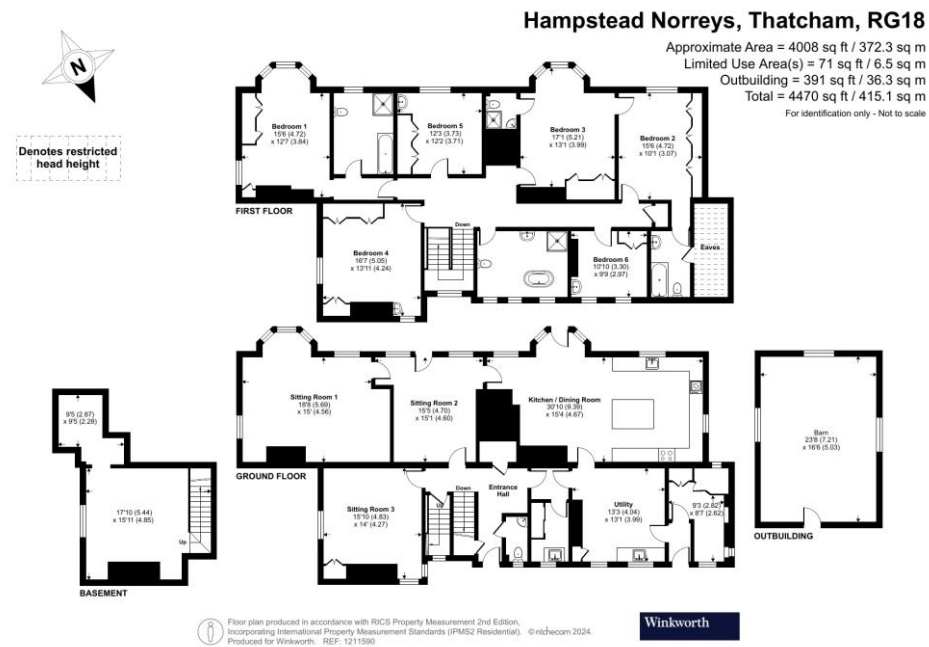 Hampstead Norreys, Thatcham, RG18
Approximate Area = 4008 sq ft / 372.3 sq m
Limited Use Area(s) = 71 sq ft / 6.5 sq m
Outbuilding = 391 sq ft / 36.3 sq m
Total = 4470 sq ft / 415.1 sq m
For identification only - Not to scale
N
Denotes restricted
head height
Bedroom 1
15'6 (4.72)
x 12'7 (3.84)
Bedroom 5
12'3 (3.73)
x 12'2 (3.71)
Bedroom 3
17'1 (5.21)
x 13'1 (3.99)
Bedroom 2
15'6 (4.72)
x 10'1 (3.07)
FIRST FLOOR
Down
Bedroom 4
16'7 (5.05)
x 13'11 (4.24)
Bedroom 6
10'10 (3.30)
x 9'9 (2.97)
Eaves
Sitting Room 1
18'8 (5.69)
x 15' (4.56)
Sitting Room 2
15'5 (4.70)
x 15'1 (4.60)
Kitchen / Dining Room
30'10 (9.39)
x 15'4 (4.67)
Barn
23'8 (7.21)
x 16'6 (5.03)
9'5 (2.87)
x 9'5 (2.28)
GROUND FLOOR
Down
Up
Entrance
Hall
Sitting Room 3
15'10 (4.83)
x 14' (4.27)
Utility
13'3 (4.04)
x 13'1 (3.99)
9'3 (2.82)
x 8'7 (2.62)
17'10 (5.44)
x 15'11 (4.85)
Up
OUTBUILDING
BASEMENT
Floor plan produced in accordance with RICS Property Measurement 2nd Edition,
Incorporating International Property Measurement Standards (IPMS2 Residential). © ntchecom 2024.
Produced for Winkworth. REF: 1211590
Winkworth